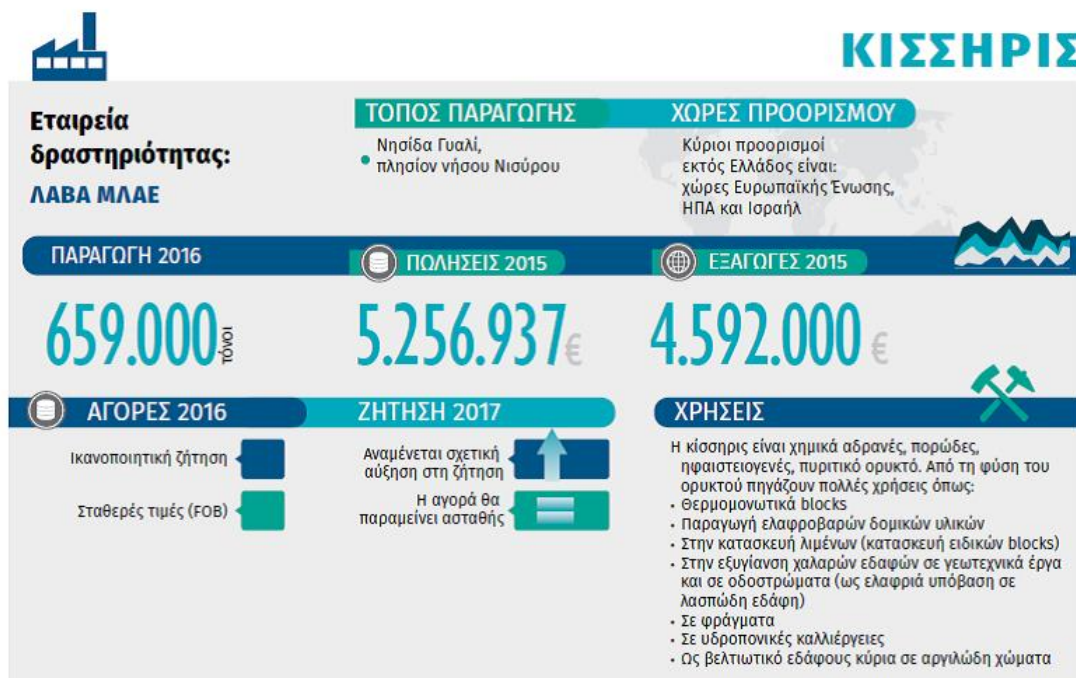 ΚΙΣΣΗΡΙΣ
Εταιρεία
δραστηριότητας:
ΛΑΒΑ ΜΛΑΕ
ΤΟΠΟΣ ΠΑΡΑΓΩΓΗΣ
Νησίδα Γυαλί,
• πλησίον νήσου Νισύρου
ΧΩΡΕΣ ΠΡΟΟΡΙΣΜΟΥ
Κύριοι προορισμοί
εκτός Ελλάδος είναι:
χώρες Ευρωπαϊκής Ένωσης,
ΗΠΑ και Ισραήλ
ΠΑΡΑΓΩΓΗ 2016
659.000 τόνοι
ΠΩΛΗΣΕΙΣ 2015
5.256.937 €
ΕΞΑΓΩΓΕΣ 2015
4.592.000 €
ΑΓΟΡΕΣ 2016
Ικανοποιητική ζήτηση
Σταθερές τιμές (FOB)
ΖΗΤΗΣΗ 2017
Αναμένεται σχετική
αύξηση στη ζήτηση
Η αγορά θα
παραμείνει ασταθής
ΧΡΗΣΕΙΣ
Η κίσσηρις είναι χημικά αδρανές, πορώδες,
ηφαιστειογενές, πυριτικό ορυκτό. Από τη φύση του
ορυκτού πηγάζουν πολλές χρήσεις όπως:
• Θερμομονωτικά blocks
• Παραγωγή ελαφροβαρών δομικών υλικών
• Στην κατασκευή λιμένων (κατασκευή ειδικών blocks)
• Στην εξυγίανση χαλαρών εδαφών σε γεωτεχνικά έργα
και σε οδοστρώματα (ως ελαφριά υπόβαση σε
λασπώδη εδάφη)
• Σε φράγματα
• Σε υδροπονικές καλλιέργειες
• Ως βελτιωτικό εδάφους κύρια σε αργιλώδη χώματα